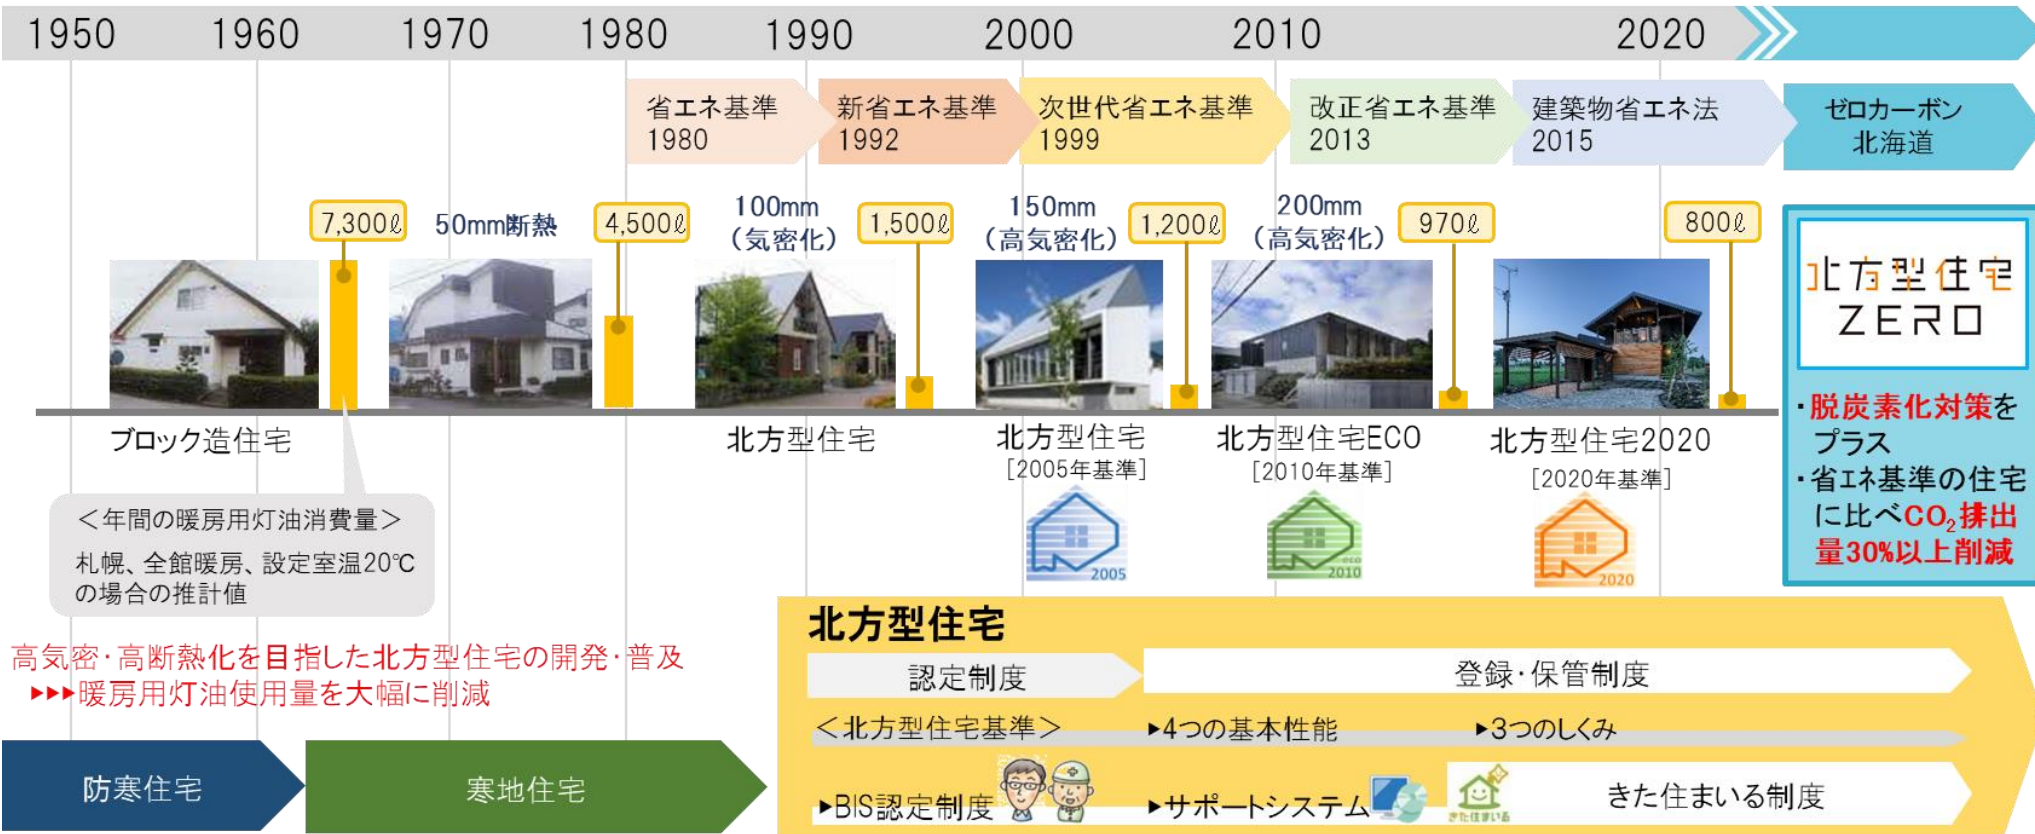 1950 1960 1970 1980 1990 2000 2010 2020
省エネ基準
1980
新省エネ基準
1992
次世代省エネ基準
1999
改正省エネ基準
2013
建築物省エネ法
2015
ゼロカーボン
北海道
7,300ℓ
50mm断熱
4,500ℓ
100mm
（気密化）
1,500ℓ
150mm
（高気密化）
1,200ℓ
200mm
（高気密化）
970ℓ
800ℓ
北方型住宅
ZERO
・脱炭素化対策を
プラス
・省エネ基準の住宅
に比べCO₂排出
量30%以上削減
ブロック造住宅
北方型住宅
北方型住宅
[2005年基準]
2005
北方型住宅ECO
[2010年基準]
eco
2010
北方型住宅2020
[2020年基準]
2020
＜年間の暖房用灯油消費量＞
札幌、全館暖房、設定室温20℃
の場合の推計値
高気密・高断熱化を目指した北方型住宅の開発・普及
▶▶▶暖房用灯油使用量を大幅に削減
防寒住宅
寒地住宅
北方型住宅
認定制度
登録・保管制度
＜北方型住宅基準＞
▶4つの基本性能
▶3つのしくみ
▶BIS認定制度
▶サポートシステム
きた住まいる
きた住まいる制度